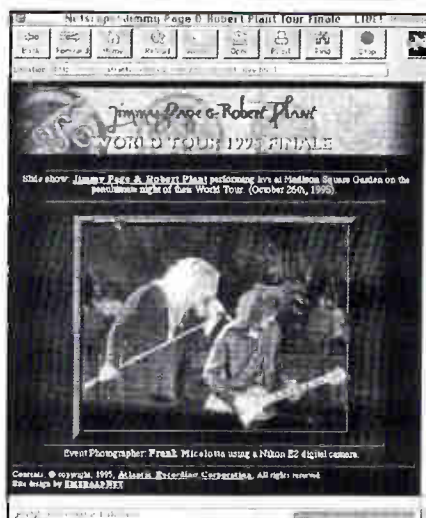 Netscape: Jimmy Page & Robert Plant Tour Finale LIVE!
Back Forward Home Reload Open Print Find Stop
Jimmy Page & Robert Plant
WORLD TOUR 1995 FINALE
Slide show: Jimmy Page & Robert Plant performing live at Madison Square Garden on the
penultimate night of their World Tour. (October 26th, 1995).
Event Photographer: Frank Micelotta using a Nikon E2 digital camera.
Contents © copyright, 1995, Atlantic Recording Corporation, All rights reserved
Site design by